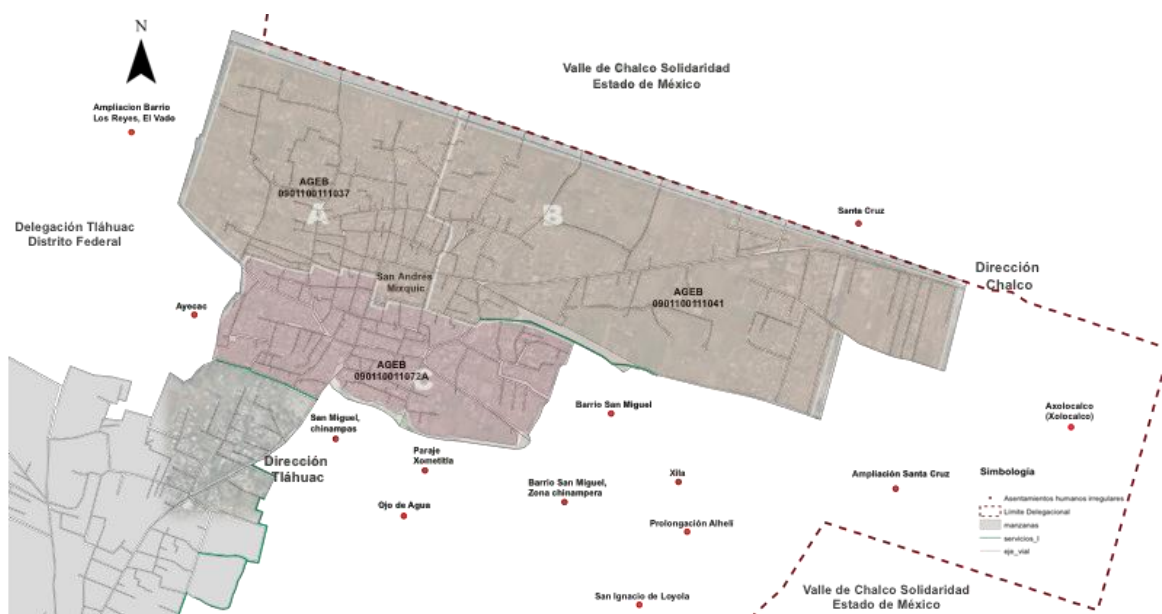 N
Valle de Chalco Solidaridad
Estado de México
Ampliacion Barrio
Los Reyes, El Vado
AGEB
0901100111037
A
B
Santa Cruz
Delegación Tláhuac
Distrito Federal
Dirección
Chalco
San Andrés
Mixquic
AGEB
0901100111041
Ayecac
AGEB
090110011072A
C
Barrio San Miguel
Axolocalco
(Xolocalco)
San Miguel,
chinampas
Paraje
Xometitla
Dirección
Tláhuac
Xila
Ampliación Santa Cruz
Barrio San Miguel,
Zona chinampera
Ojo de Agua
Prolongación Alhelí
San Ignacio de Loyola
Valle de Chalco Solidaridad
Estado de México
Simbología
Asentamientos humanos irregulares
Límite Delegacional
manzanas
servicios_l
eje_vial